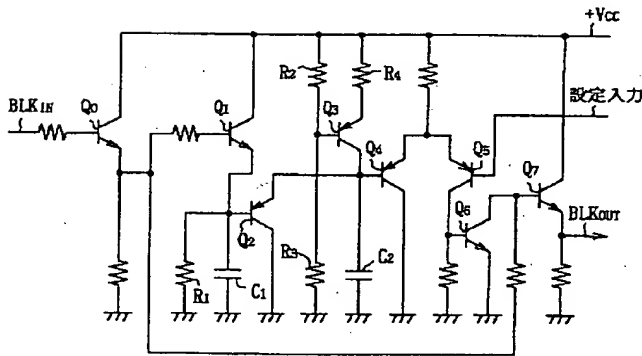 +Vcc
R2
R4
BLKIN
Q0
Q1
Q3
設定入力
Q4
Q5
Q7
Q6
BLKOUT
Q2
R3
C2
R1
C1